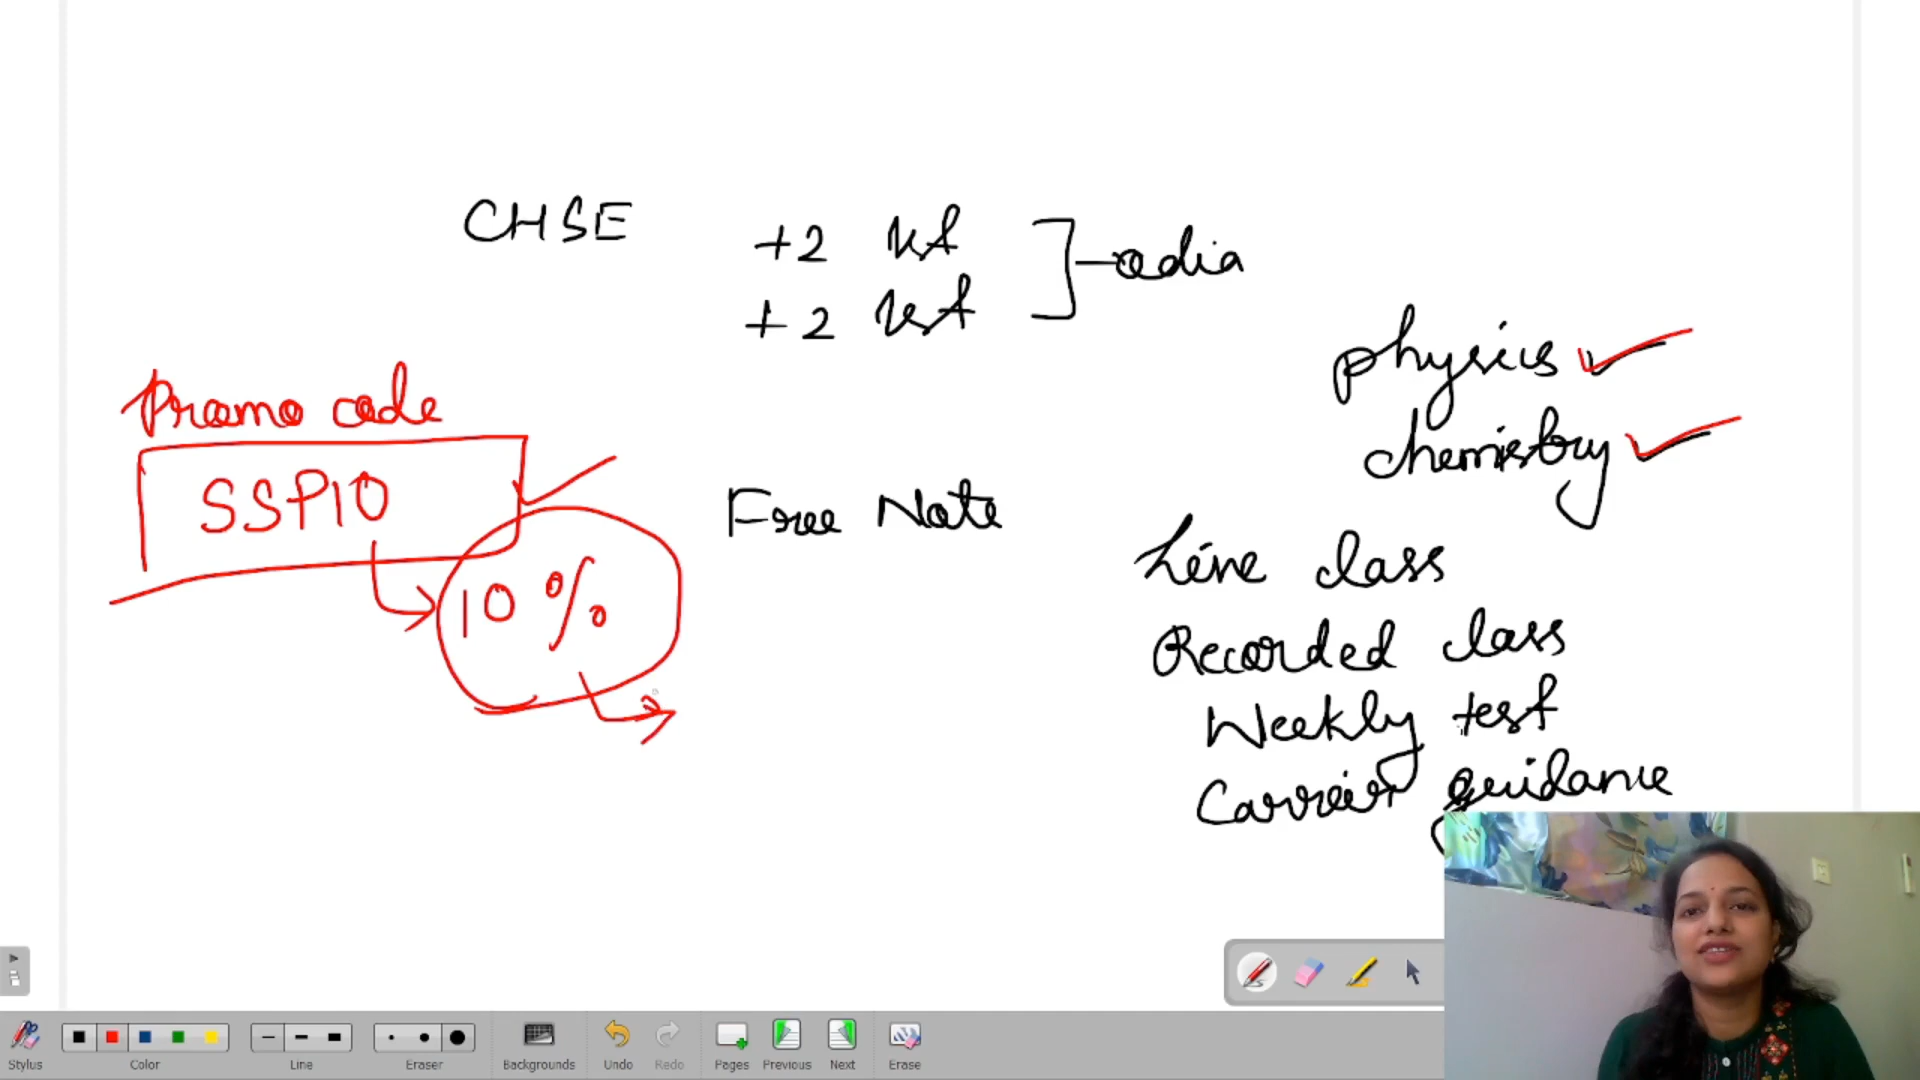 CHSE
+2 1st
+2 1st
odia
physics
chemistry
Promo code
SSP10
10 %
Free Note
Live class
Recorded class
Weekly test
Carrier guidance
Stylus
Color
Line
Eraser
Backgrounds
Undo
Redo
Pages
Previous
Next
Erase